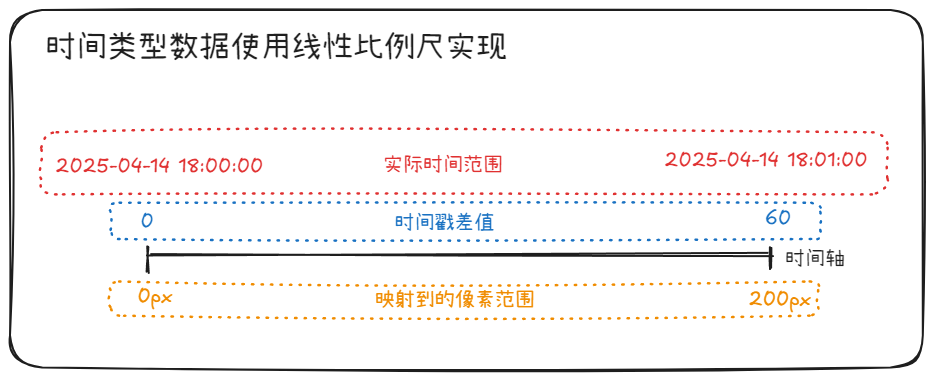 时间类型数据使用线性比例尺实现
2025-04-14 18:00:00 实际时间范围 2025-04-14 18:01:00
0 时间戳差值 60
时间轴
0px 映射到的像素范围 200px